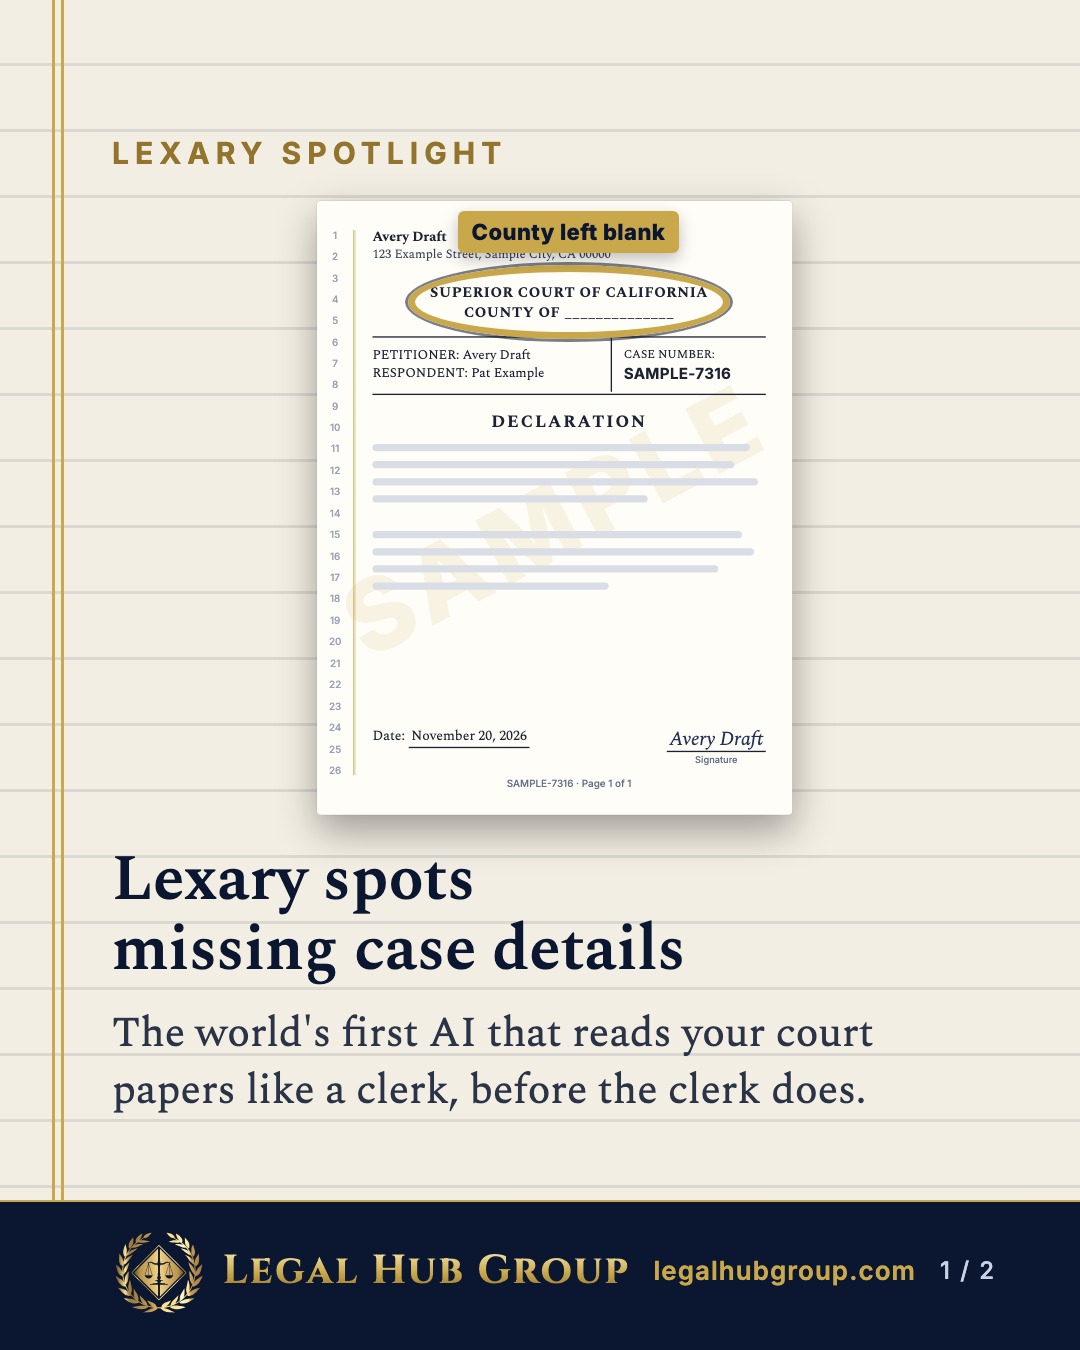 LEXARY SPOTLIGHT
County left blank
1
2
3
4
5
6
7
8
9
10
11
12
13
14
15
16
17
18
19
20
21
22
23
24
25
26
Avery Draft
123 Example Street, Sample City, CA 00000
SUPERIOR COURT OF CALIFORNIA
COUNTY OF ______________
PETITIONER: Avery Draft
RESPONDENT: Pat Example
CASE NUMBER:
SAMPLE-7316
DECLARATION
SAMPLE
Date: November 20, 2026
Avery Draft
Signature
SAMPLE-7316 · Page 1 of 1
Lexary spots
missing case details
The world's first AI that reads your court
papers like a clerk, before the clerk does.
LEGAL HUB GROUP
legalhubgroup.com
1 / 2